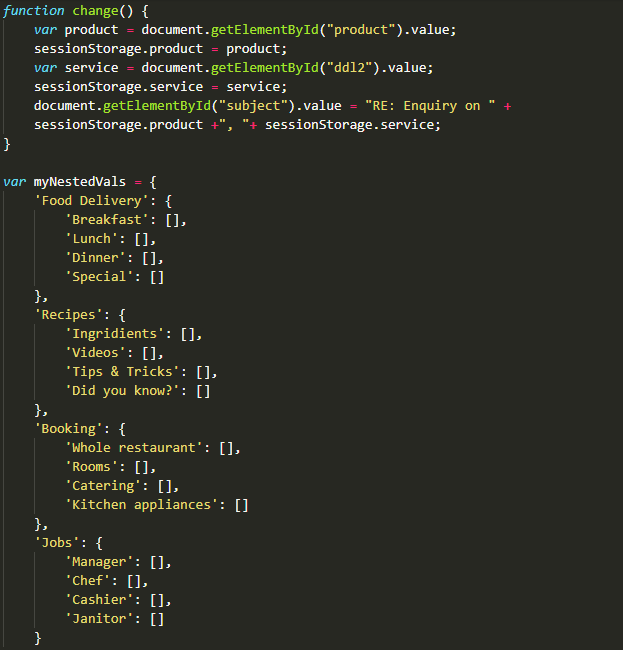 function change() {
    var product = document.getElementById("product").value;
    sessionStorage.product = product;
    var service = document.getElementById("ddl2").value;
    sessionStorage.service = service;
    document.getElementById("subject").value = "RE: Enquiry on " +
    sessionStorage.product +", "+ sessionStorage.service;
}
var myNestedVals = {
    'Food Delivery': {
        'Breakfast': [],
        'Lunch': [],
        'Dinner': [],
        'Special': []
    },
    'Recipes': {
        'Ingridients': [],
        'Videos': [],
        'Tips & Tricks': [],
        'Did you know?': []
    },
    'Booking': {
        'Whole restaurant': [],
        'Rooms': [],
        'Catering': [],
        'Kitchen appliances': []
    },
    'Jobs': {
        'Manager': [],
        'Chef': [],
        'Cashier': [],
        'Janitor': []
    }